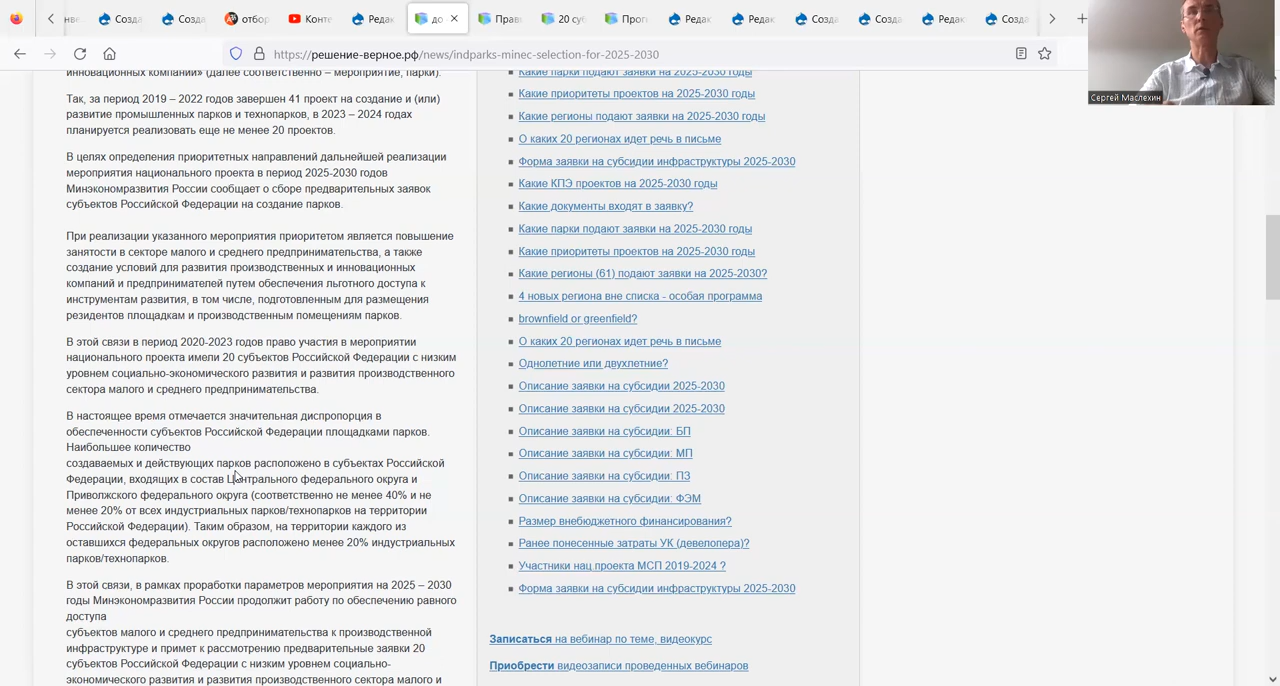 нве
Созда
Созда
отбор
Конте
Редак
до
Прави
20 суб
Прог
Редак
Редак
Созда
Созда
Редак
Созда
https://решение-верное.рф/news/indparks-minec-selection-for-2025-2030
Сергей Маслехин
инновационных компаний» (далее соответственно – мероприятие, парки).
Так, за период 2019 – 2022 годов завершен 41 проект на создание и (или)
развитие промышленных парков и технопарков, в 2023 – 2024 годах
планируется реализовать еще не менее 20 проектов.
В целях определения приоритетных направлений дальнейшей реализации
мероприятия национального проекта в период 2025-2030 годов
Минэкономразвития России сообщает о сборе предварительных заявок
субъектов Российской Федерации на создание парков.
При реализации указанного мероприятия приоритетом является повышение
занятости в секторе малого и среднего предпринимательства, а также
создание условий для развития производственных и инновационных
компаний и предпринимателей путем обеспечения льготного доступа к
инструментам развития, в том числе, подготовленным для размещения
резидентов площадкам и производственным помещениям парков.
В этой связи в период 2020-2023 годов право участия в мероприятии
национального проекта имели 20 субъектов Российской Федерации с низким
уровнем социально-экономического развития и развития производственного
сектора малого и среднего предпринимательства.
В настоящее время отмечается значительная диспропорция в
обеспеченности субъектов Российской Федерации площадками парков.
Наибольшее количество
создаваемых и действующих парков расположено в субъектах Российской
Федерации, входящих в состав Центрального федерального округа и
Приволжского федерального округа (соответственно не менее 40% и не
менее 20% от всех индустриальных парков/технопарков на территории
Российской Федерации). Таким образом, на территории каждого из
оставшихся федеральных округов расположено менее 20% индустриальных
парков/технопарков.
В этой связи, в рамках проработки параметров мероприятия на 2025 – 2030
годы Минэкономразвития России продолжит работу по обеспечению равного
доступа
субъектов малого и среднего предпринимательства к производственной
инфраструктуре и примет к рассмотрению предварительные заявки 20
субъектов Российской Федерации с низким уровнем социально-
экономического развития и развития производственного сектора малого и
Какие парки подают заявки на 2025-2030 годы
Какие приоритеты проектов на 2025-2030 годы
Какие регионы подают заявки на 2025-2030 годы
О каких 20 регионах идет речь в письме
Форма заявки на субсидии инфраструктуры 2025-2030
Какие КПЭ проектов на 2025-2030 годы
Какие документы входят в заявку?
Какие парки подают заявки на 2025-2030 годы
Какие приоритеты проектов на 2025-2030 годы
Какие регионы (61) подают заявки на 2025-2030?
4 новых региона вне списка - особая программа
brownfield or greenfield?
О каких 20 регионах идет речь в письме
Однолетние или двухлетние?
Описание заявки на субсидии 2025-2030
Описание заявки на субсидии 2025-2030
Описание заявки на субсидии: БП
Описание заявки на субсидии: МП
Описание заявки на субсидии: ПЗ
Описание заявки на субсидии: ФЭМ
Размер внебюджетного финансирования?
Ранее понесенные затраты УК (девелопера)?
Участники нац проекта МСП 2019-2024 ?
Форма заявки на субсидии инфраструктуры 2025-2030
Записаться на вебинар по теме, видеокурс
Приобрести видеозаписи проведенных вебинаров